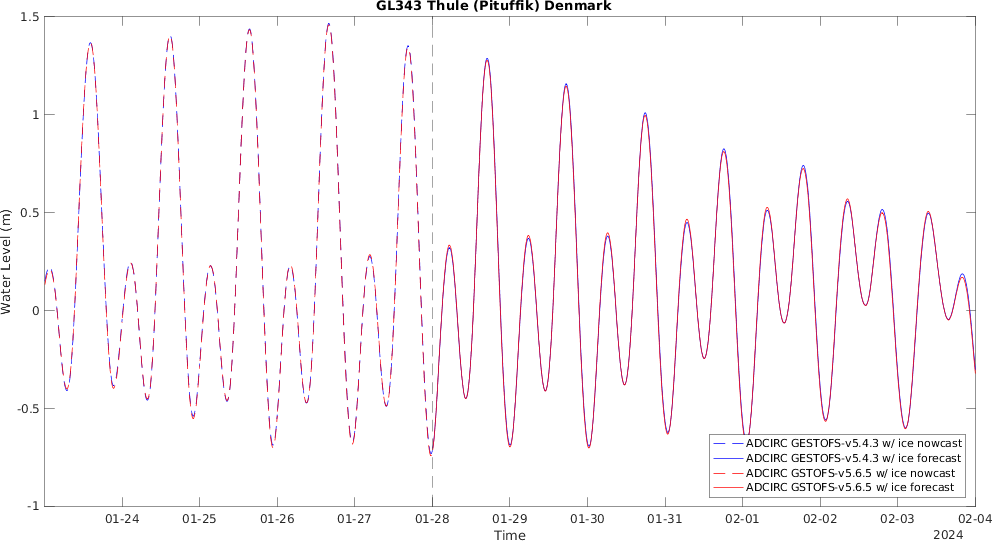 GL343 Thule (Pituffik) Denmark
1.5
1
0.5
0
-0.5
-1
Water Level (m)
01-24
01-25
01-26
01-27
01-28
01-29
01-30
01-31
02-01
02-02
02-03
02-04
Time
2024
ADCIRC GESTOFS-v5.4.3 w/ ice nowcast
ADCIRC GESTOFS-v5.4.3 w/ ice forecast
ADCIRC GSTOFS-v5.6.5 w/ ice nowcast
ADCIRC GSTOFS-v5.6.5 w/ ice forecast